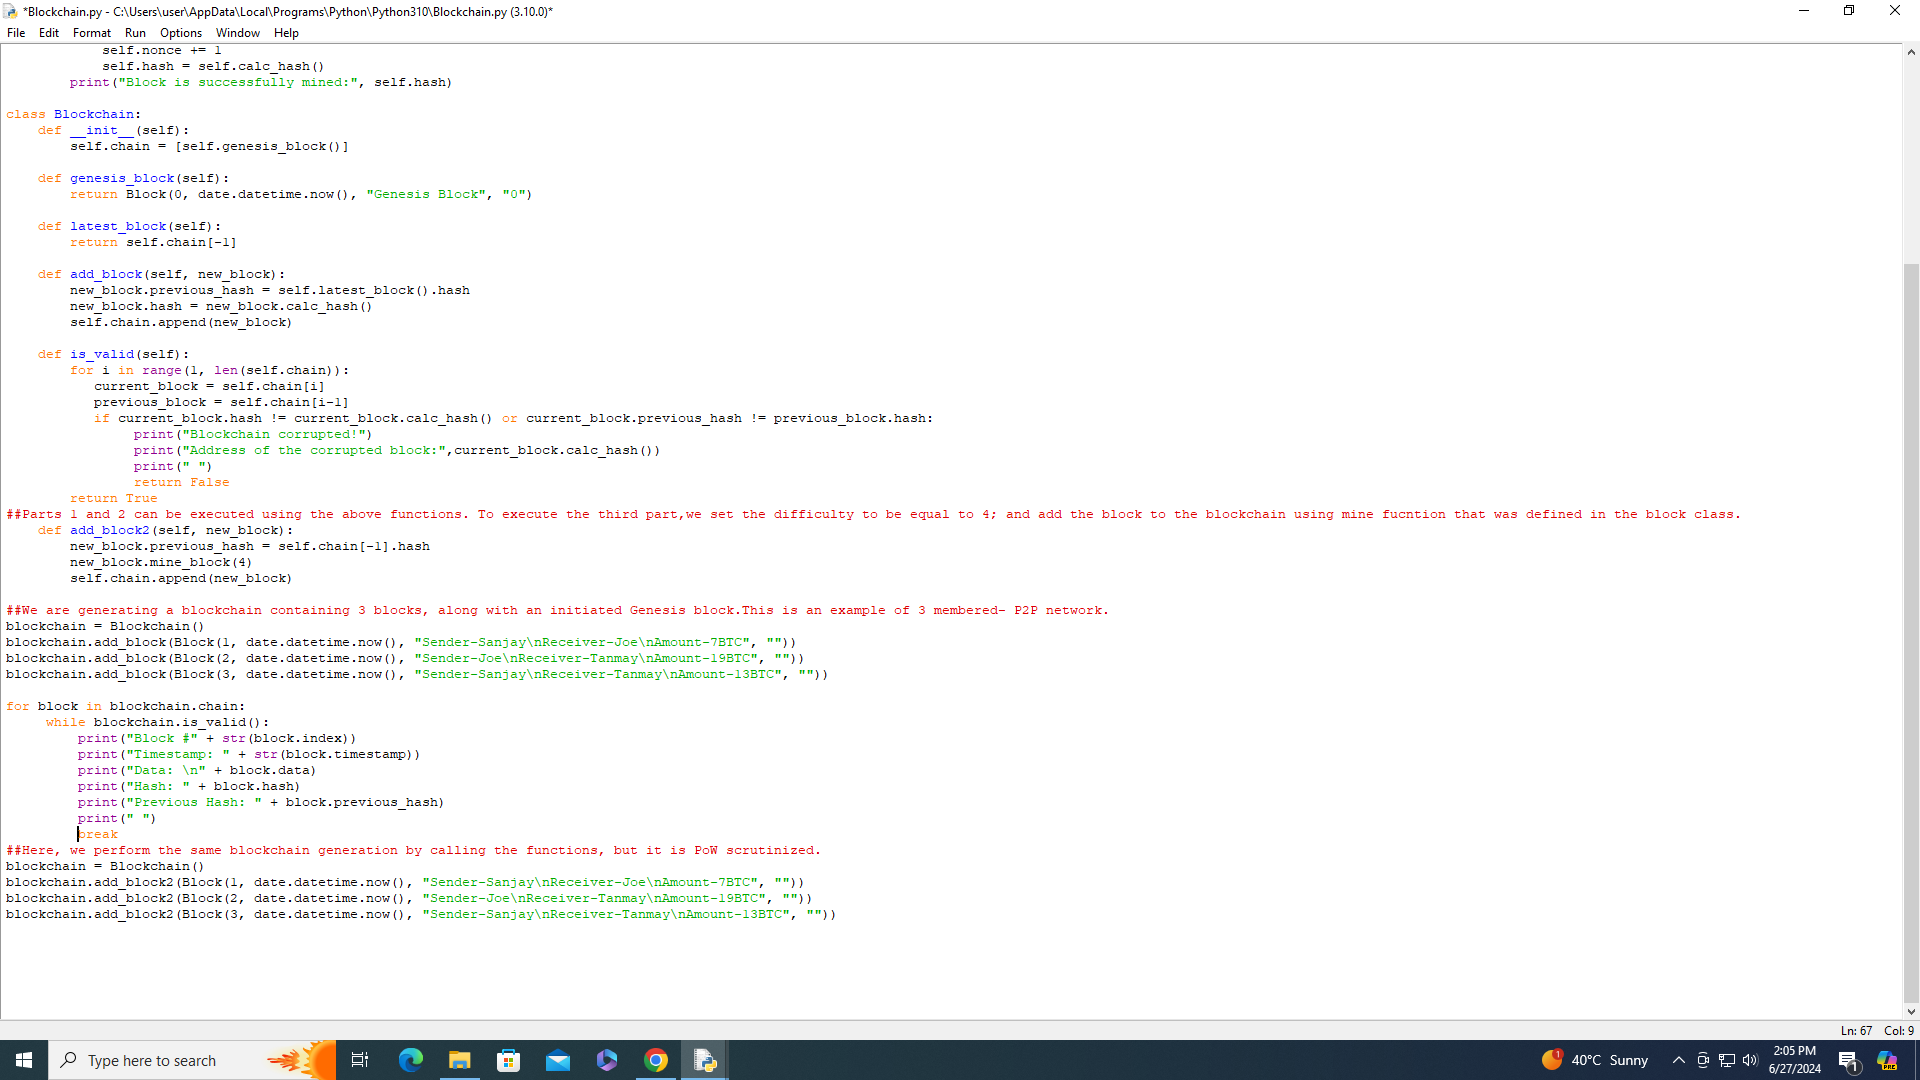 *Blockchain.py - C:\Users\user\AppData\Local\Programs\Python\Python310\Blockchain.py (3.10.0)*
File Edit Format Run Options Window Help
            self.nonce += 1
            self.hash = self.calc_hash()
        print("Block is successfully mined:", self.hash)

class Blockchain:
    def __init__(self):
        self.chain = [self.genesis_block()]

    def genesis_block(self):
        return Block(0, date.datetime.now(), "Genesis Block", "0")

    def latest_block(self):
        return self.chain[-1]

    def add_block(self, new_block):
        new_block.previous_hash = self.latest_block().hash
        new_block.hash = new_block.calc_hash()
        self.chain.append(new_block)

    def is_valid(self):
        for i in range(1, len(self.chain)):
           current_block = self.chain[i]
           previous_block = self.chain[i-1]
           if current_block.hash != current_block.calc_hash() or current_block.previous_hash != previous_block.hash:
                print("Blockchain corrupted!")
                print("Address of the corrupted block:",current_block.calc_hash())
                print(" ")
                return False
        return True
##Parts 1 and 2 can be executed using the above functions. To execute the third part,we set the difficulty to be equal to 4; and add the block to the blockchain using mine fucntion that was defined in the block class.
    def add_block2(self, new_block):
        new_block.previous_hash = self.chain[-1].hash
        new_block.mine_block(4)
        self.chain.append(new_block)

##We are generating a blockchain containing 3 blocks, along with an initiated Genesis block.This is an example of 3 membered- P2P network.
blockchain = Blockchain()
blockchain.add_block(Block(1, date.datetime.now(), "Sender-Sanjay\nReceiver-Joe\nAmount-7BTC", ""))
blockchain.add_block(Block(2, date.datetime.now(), "Sender-Joe\nReceiver-Tanmay\nAmount-19BTC", ""))
blockchain.add_block(Block(3, date.datetime.now(), "Sender-Sanjay\nReceiver-Tanmay\nAmount-13BTC", ""))

for block in blockchain.chain:
     while blockchain.is_valid():
         print("Block #" + str(block.index))
         print("Timestamp: " + str(block.timestamp))
         print("Data: \n" + block.data)
         print("Hash: " + block.hash)
         print("Previous Hash: " + block.previous_hash)
         print(" ")
         break
##Here, we perform the same blockchain generation by calling the functions, but it is PoW scrutinized.
blockchain = Blockchain()
blockchain.add_block2(Block(1, date.datetime.now(), "Sender-Sanjay\nReceiver-Joe\nAmount-7BTC", ""))
blockchain.add_block2(Block(2, date.datetime.now(), "Sender-Joe\nReceiver-Tanmay\nAmount-19BTC", ""))
blockchain.add_block2(Block(3, date.datetime.now(), "Sender-Sanjay\nReceiver-Tanmay\nAmount-13BTC", ""))
Ln: 67 Col: 9
Type here to search
1
40°C Sunny
2:05 PM
6/27/2024
1
PRE